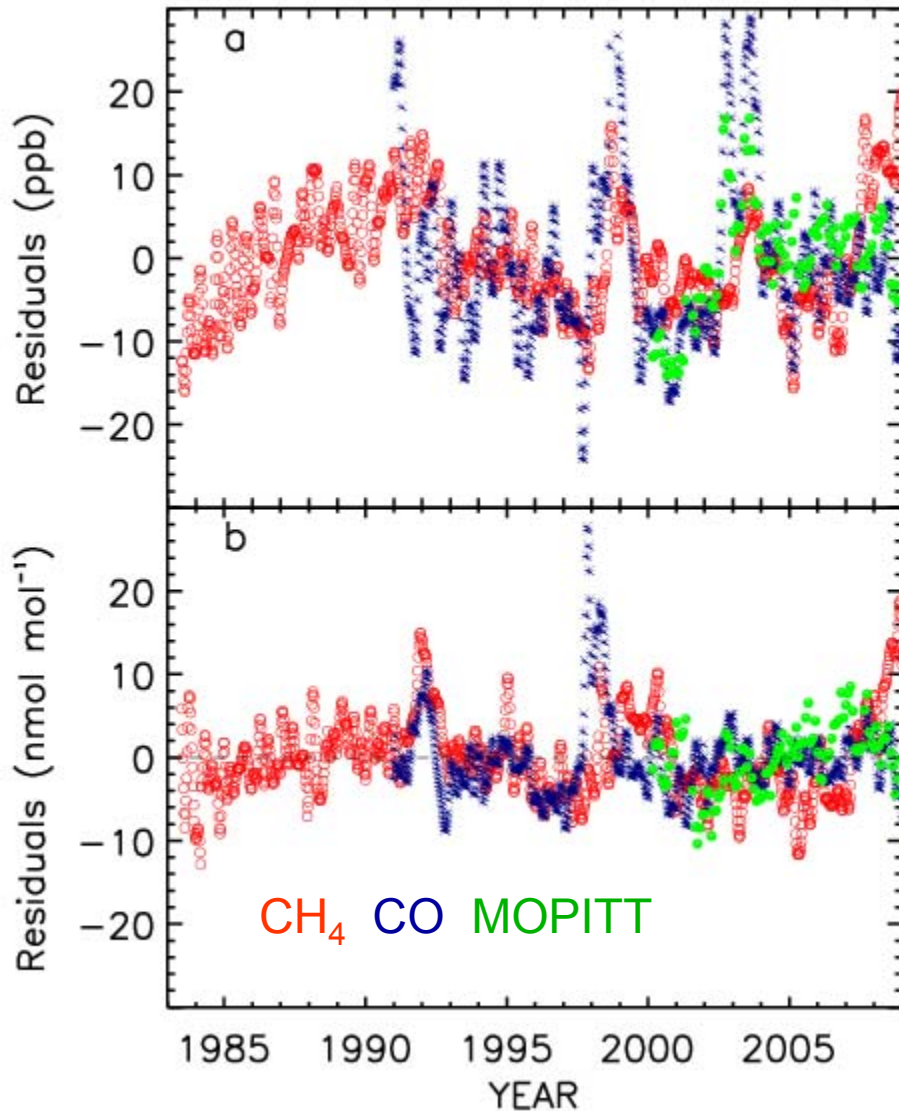 a
Residuals (ppb)
20
10
0
−10
−20
b
Residuals (nmol mol⁻¹)
20
10
0
−10
−20
CH₄ CO MOPITT
1985 1990 1995 2000 2005
YEAR